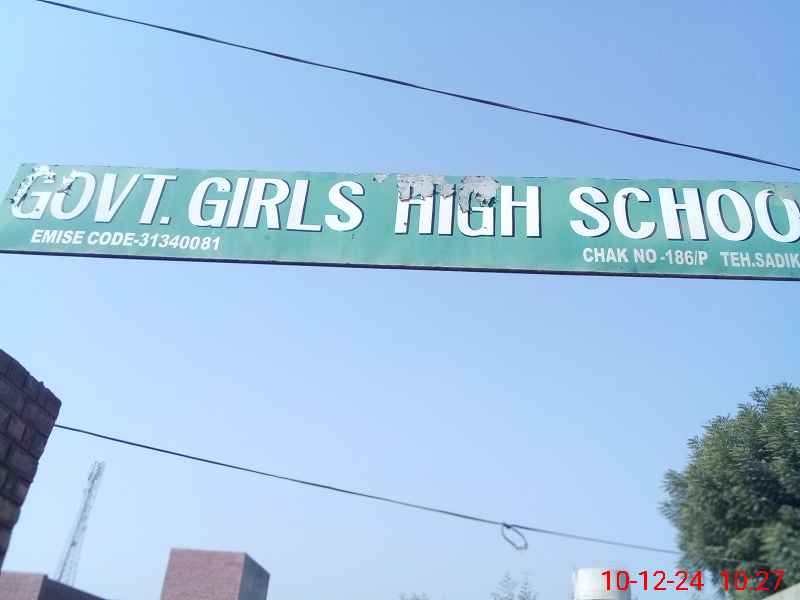 GOVT. GIRLS HIGH SCHOO
EMISE CODE-31340081
CHAK NO -186/P TEH.SADIK
10-12-24 10:27